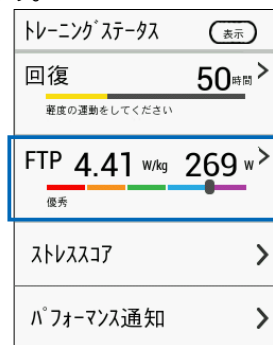 トレーニングステータス 表示
回復 50時間 >
軽度の運動をしてください
FTP 4.41 W/kg 269 w >
優秀
ストレススコア >
パフォーマンス通知 >